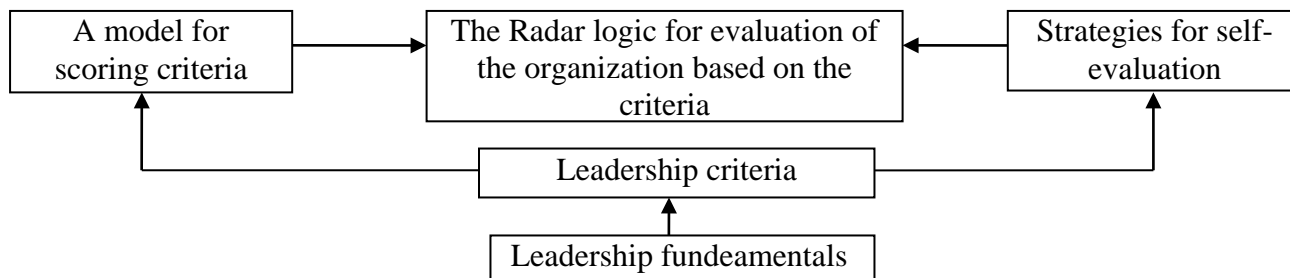 A model for
scoring criteria
The Radar logic for evaluation of
the organization based on the
criteria
Strategies for self-
evaluation
Leadership criteria
Leadership fundeamentals